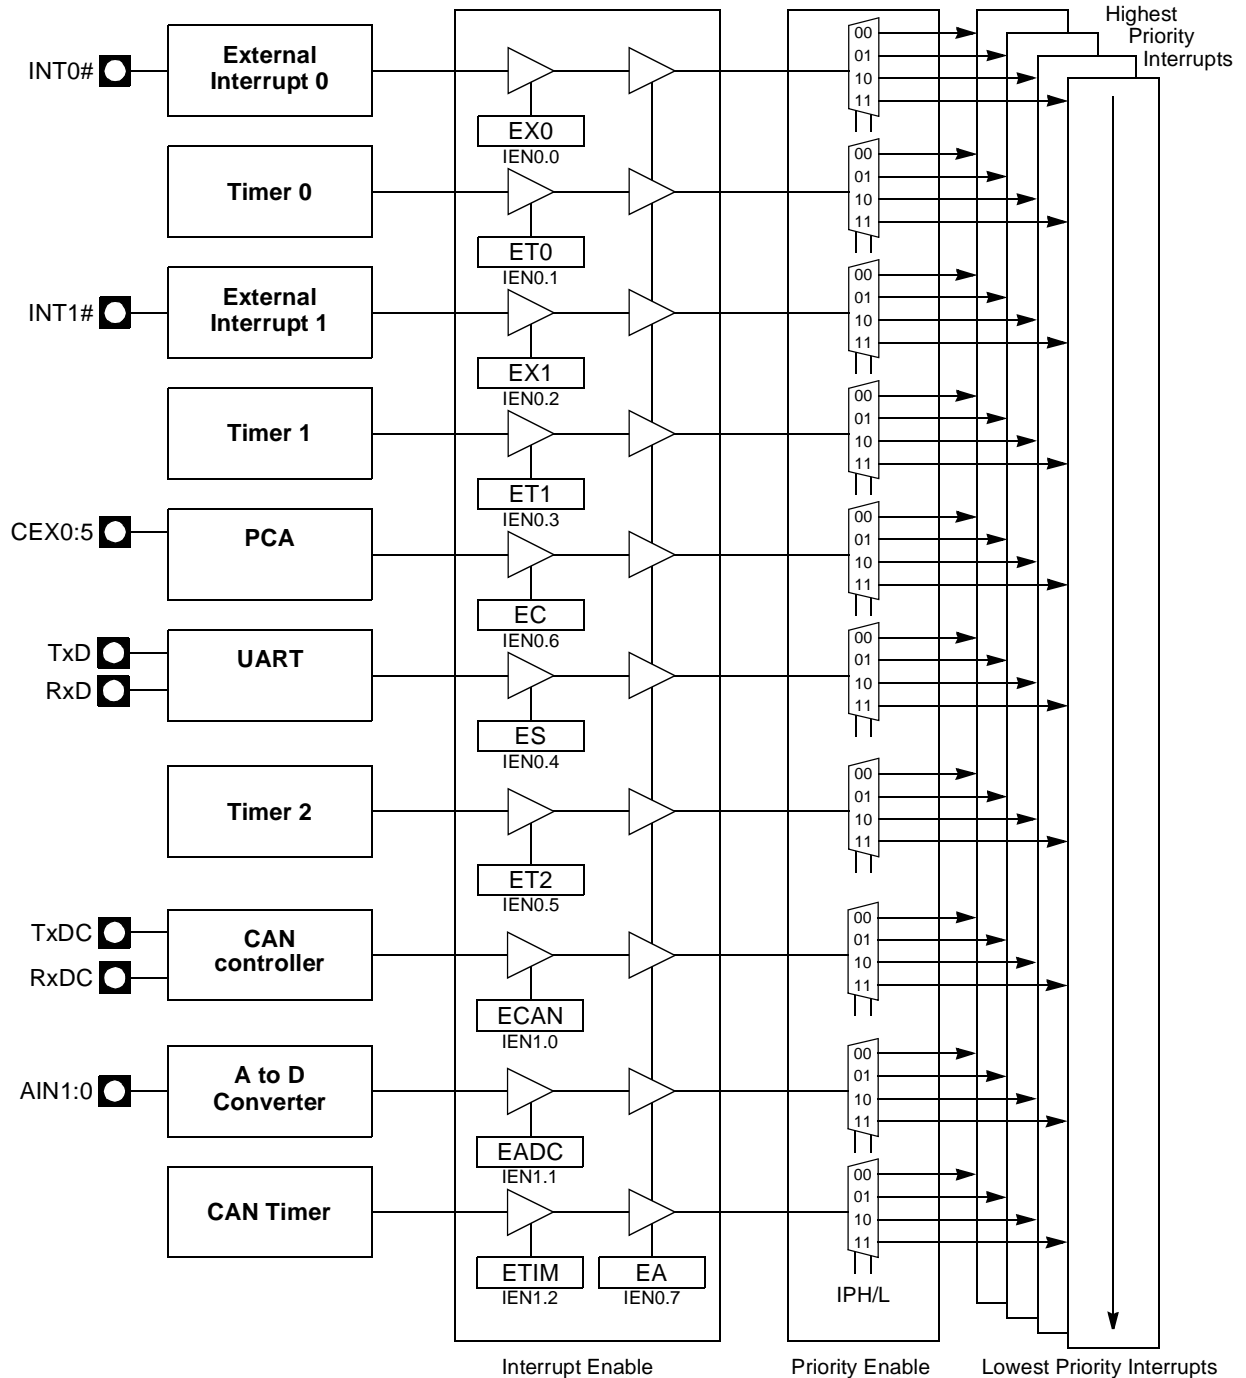 Highest
Priority
Interrupts
INT0#
External
Interrupt 0
EX0
IEN0.0
00
01
10
11
Timer 0
ET0
IEN0.1
00
01
10
11
INT1#
External
Interrupt 1
EX1
IEN0.2
00
01
10
11
Timer 1
ET1
IEN0.3
00
01
10
11
CEX0:5
PCA
EC
IEN0.6
00
01
10
11
TxD
RxD
UART
ES
IEN0.4
00
01
10
11
Timer 2
ET2
IEN0.5
00
01
10
11
TxDC
RxDC
CAN
controller
ECAN
IEN1.0
00
01
10
11
AIN1:0
A to D
Converter
EADC
IEN1.1
00
01
10
11
CAN Timer
ETIM
IEN1.2
EA
IEN0.7
00
01
10
11
IPH/L
Interrupt Enable
Priority Enable
Lowest Priority Interrupts